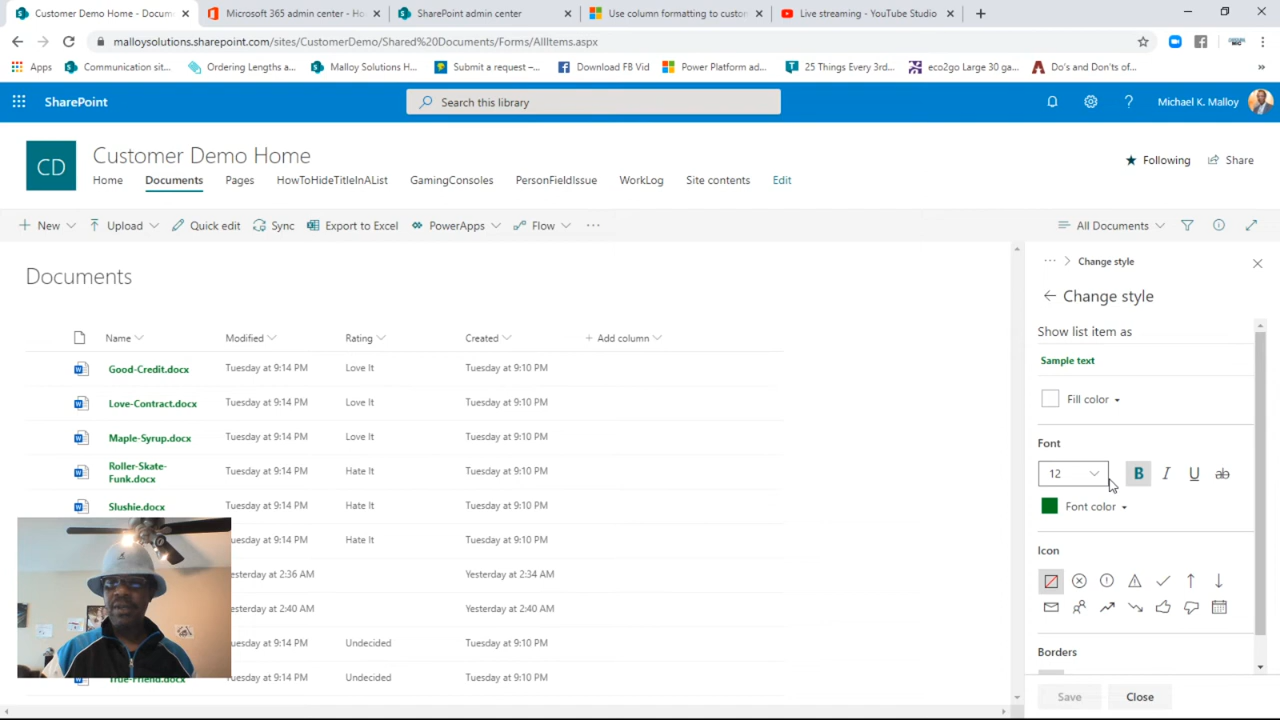 Customer Demo Home - Docum
Microsoft 365 admin center - Ho
SharePoint admin center
Use column formatting to custor
Live streaming - YouTube Studio
malloysolutions.sharepoint.com/sites/CustomerDemo/Shared%20Documents/Forms/AllItems.aspx
Apps
Communication sit...
Ordering Lengths a...
Malloy Solutions H...
Submit a request –...
Download FB Vid
Power Platform ad...
25 Things Every 3rd...
eco2go Large 30 ga...
Do's and Don'ts of...
SharePoint
Search this library
Michael K. Malloy
CD
Customer Demo Home
Following
Share
Home
Documents
Pages
HowToHideTitleInAList
GamingConsoles
PersonFieldIssue
WorkLog
Site contents
Edit
New
Upload
Quick edit
Sync
Export to Excel
PowerApps
Flow
All Documents
Documents
Name Modified Rating Created + Add column
Good-Credit.docx Tuesday at 9:14 PM Love It Tuesday at 9:10 PM
Love-Contract.docx Tuesday at 9:14 PM Love It Tuesday at 9:10 PM
Maple-Syrup.docx Tuesday at 9:14 PM Love It Tuesday at 9:10 PM
Roller-Skate-
Funk.docx Tuesday at 9:14 PM Hate It Tuesday at 9:10 PM
Slushie.docx Tuesday at 9:14 PM Hate It Tuesday at 9:10 PM
Tuesday at 9:14 PM Hate It Tuesday at 9:10 PM
esterday at 2:36 AM Yesterday at 2:34 AM
esterday at 2:40 AM Yesterday at 2:40 AM
uesday at 9:14 PM Undecided Tuesday at 9:10 PM
True-Friend.docx uesday at 9:14 PM Undecided Tuesday at 9:10 PM
Change style
Change style
Show list item as
Sample text
Fill color
Font
12
B I U ab
Font color
Icon
Borders
Save
Close